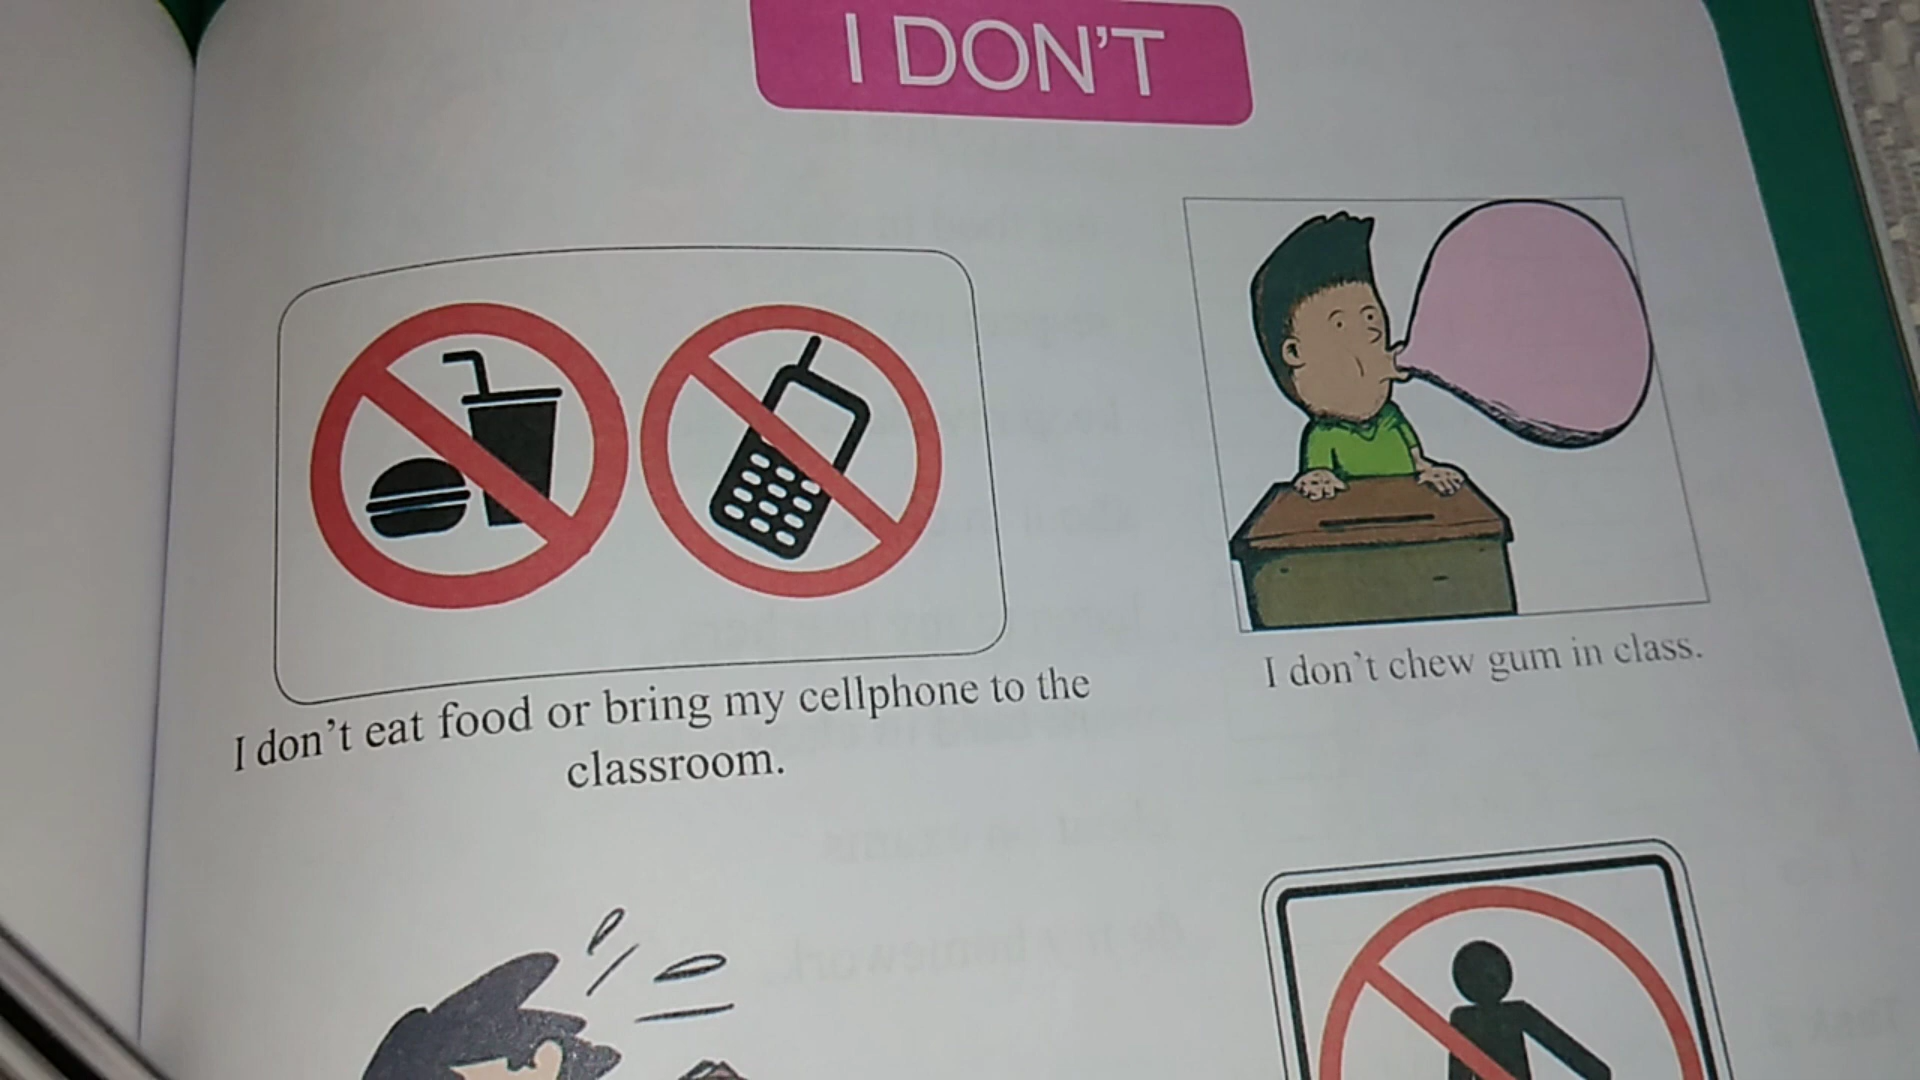 I DON'T
I don't eat food or bring my cellphone to the
classroom.
I don't chew gum in class.